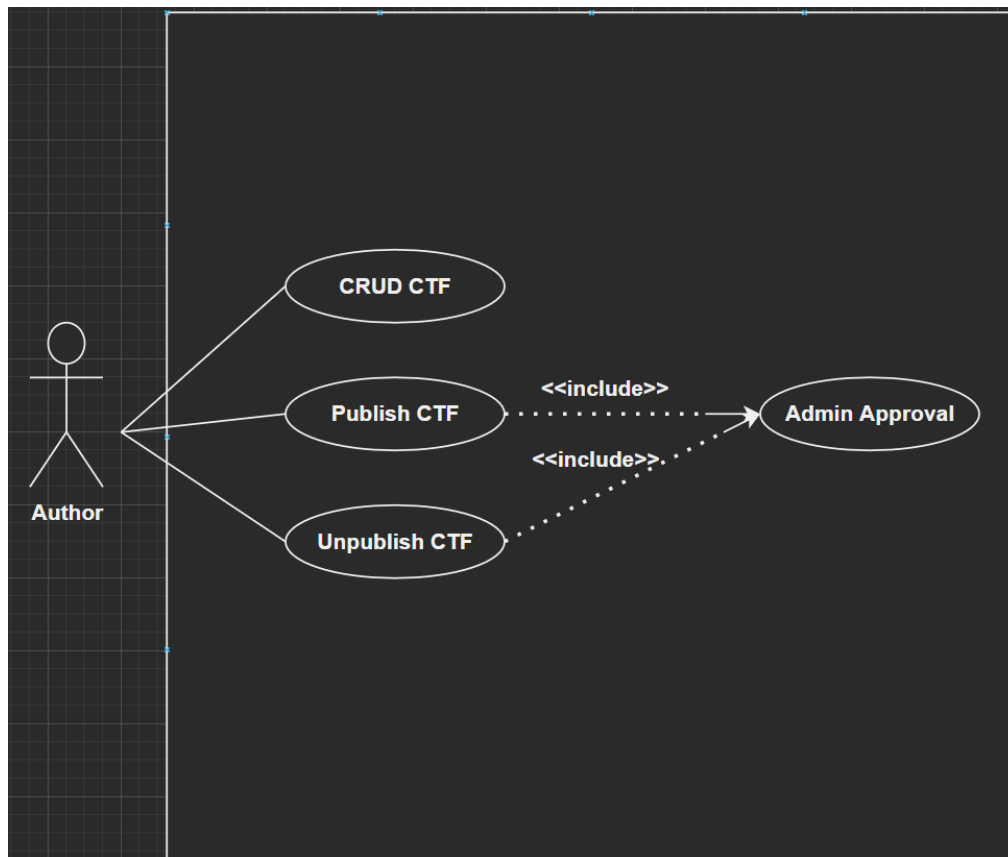 CRUD CTF
<<include>>
Publish CTF
Admin Approval
<<include>>
Author
Unpublish CTF